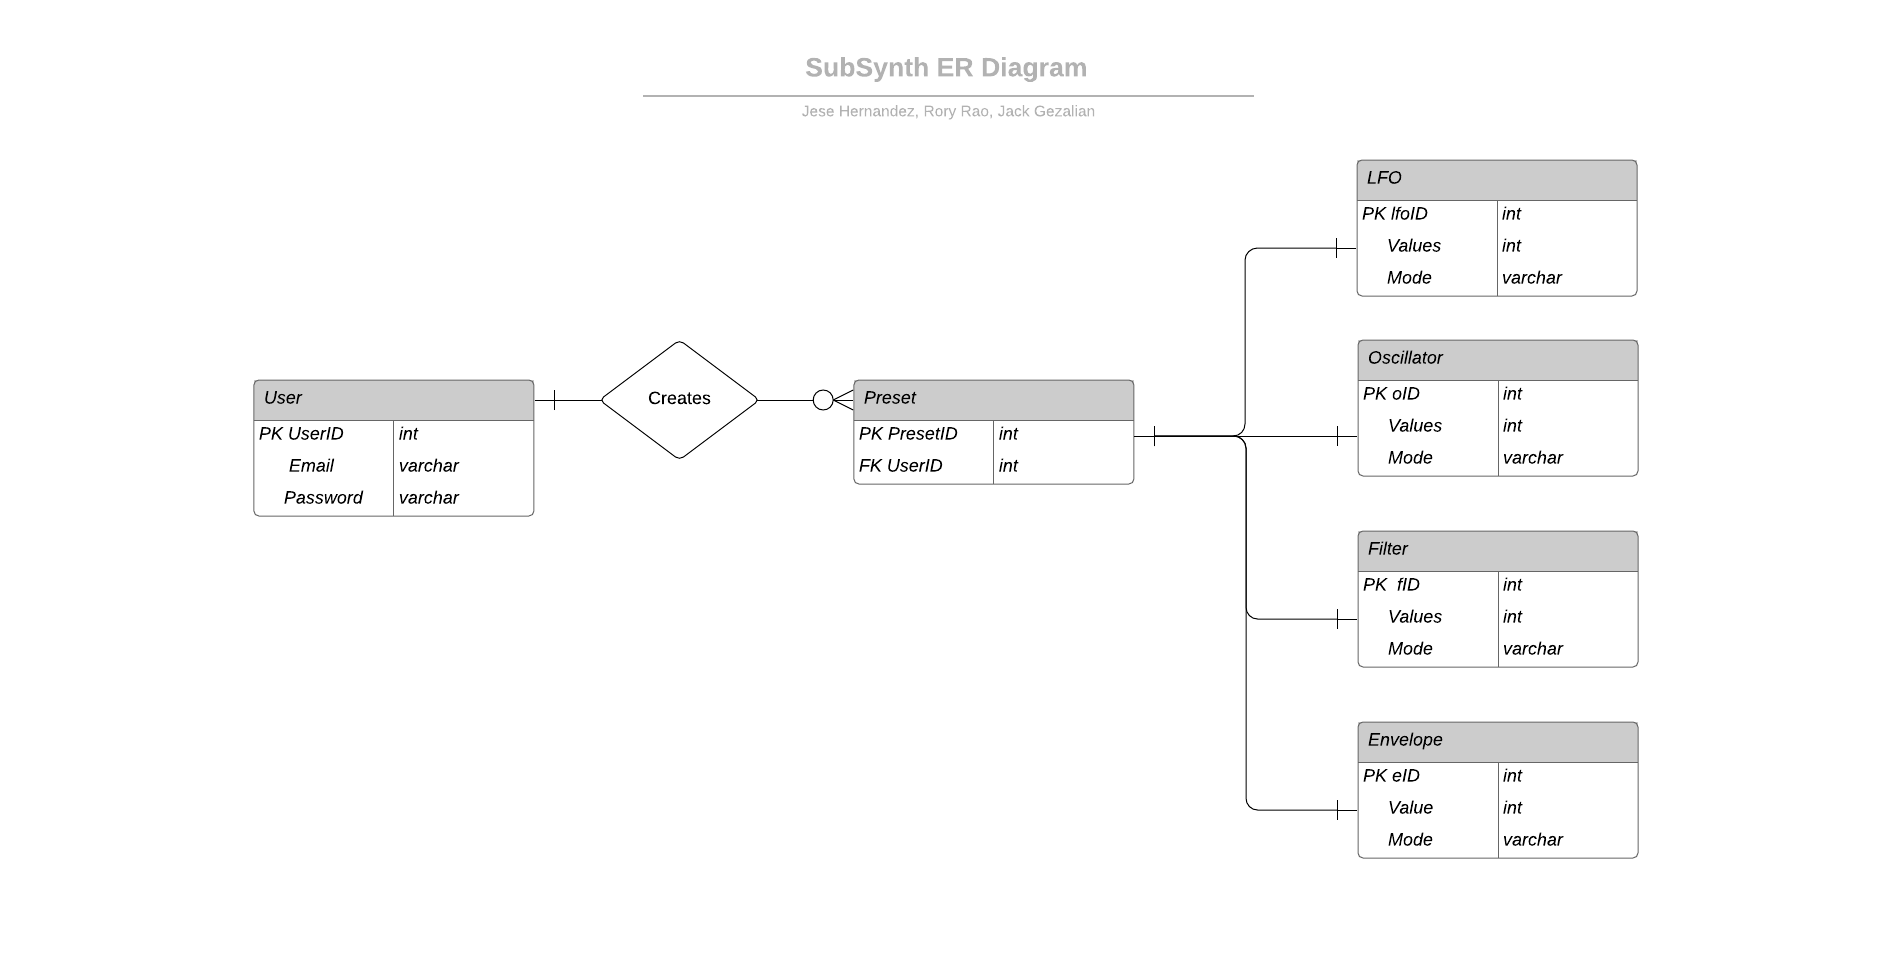 SubSynth ER Diagram
Jese Hernandez, Rory Rao, Jack Gezalian
User
PK UserID int
Email varchar
Password varchar
Creates
Preset
PK PresetID int
FK UserID int
LFO
PK lfoID int
Values int
Mode varchar
Oscillator
PK oID int
Values int
Mode varchar
Filter
PK fID int
Values int
Mode varchar
Envelope
PK eID int
Value int
Mode varchar